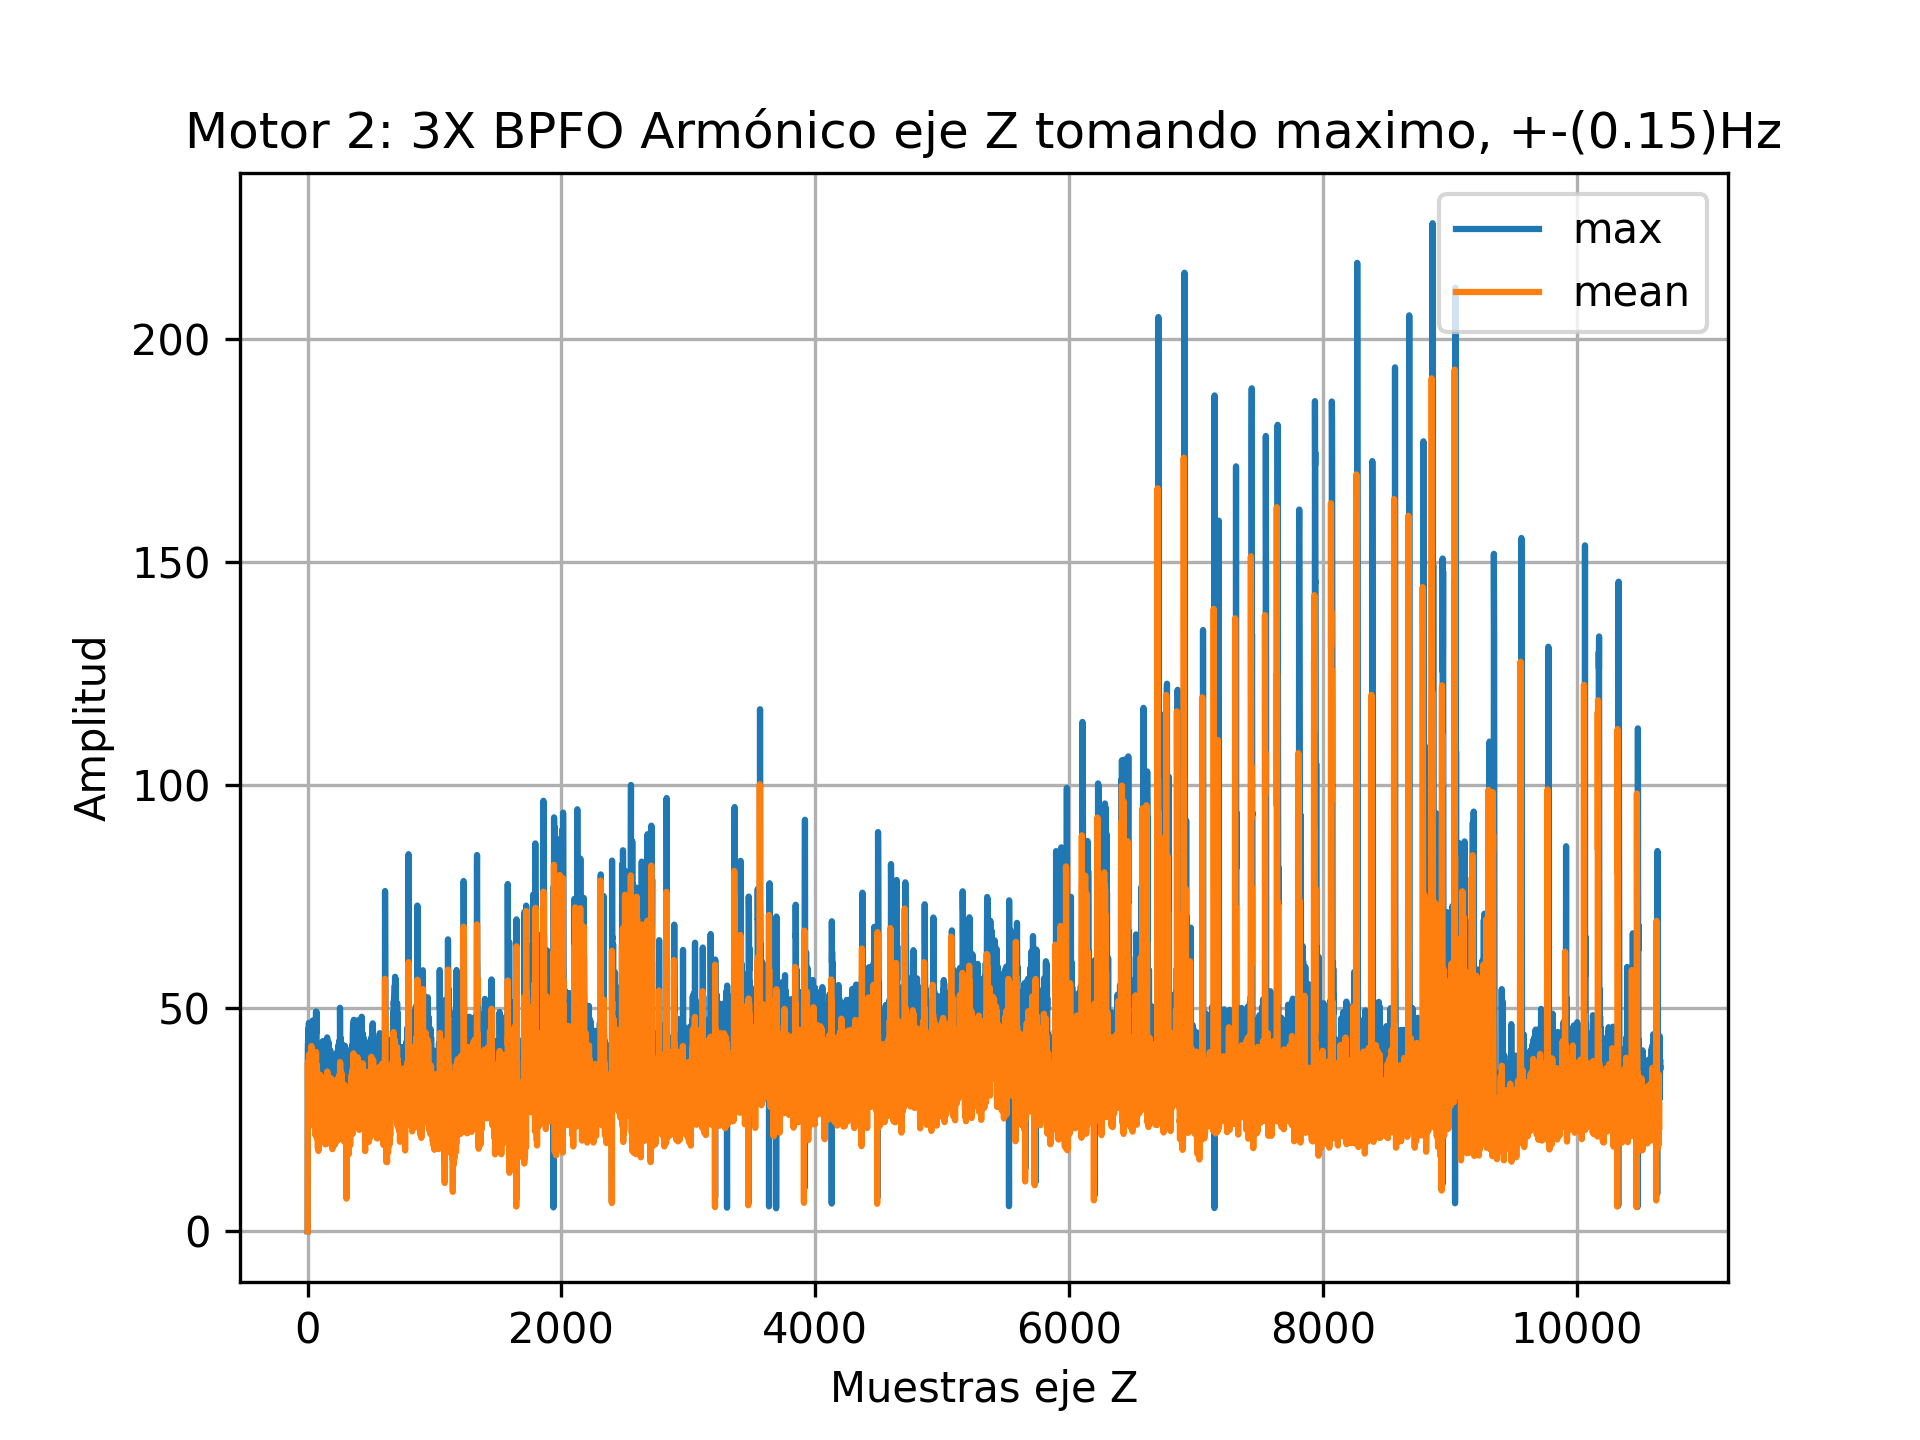 Motor 2: 3X BPFO Armónico eje Z tomando maximo, +-(0.15)Hz
max
mean
200
150
100
50
0
Amplitud
0 2000 4000 6000 8000 10000
Muestras eje Z